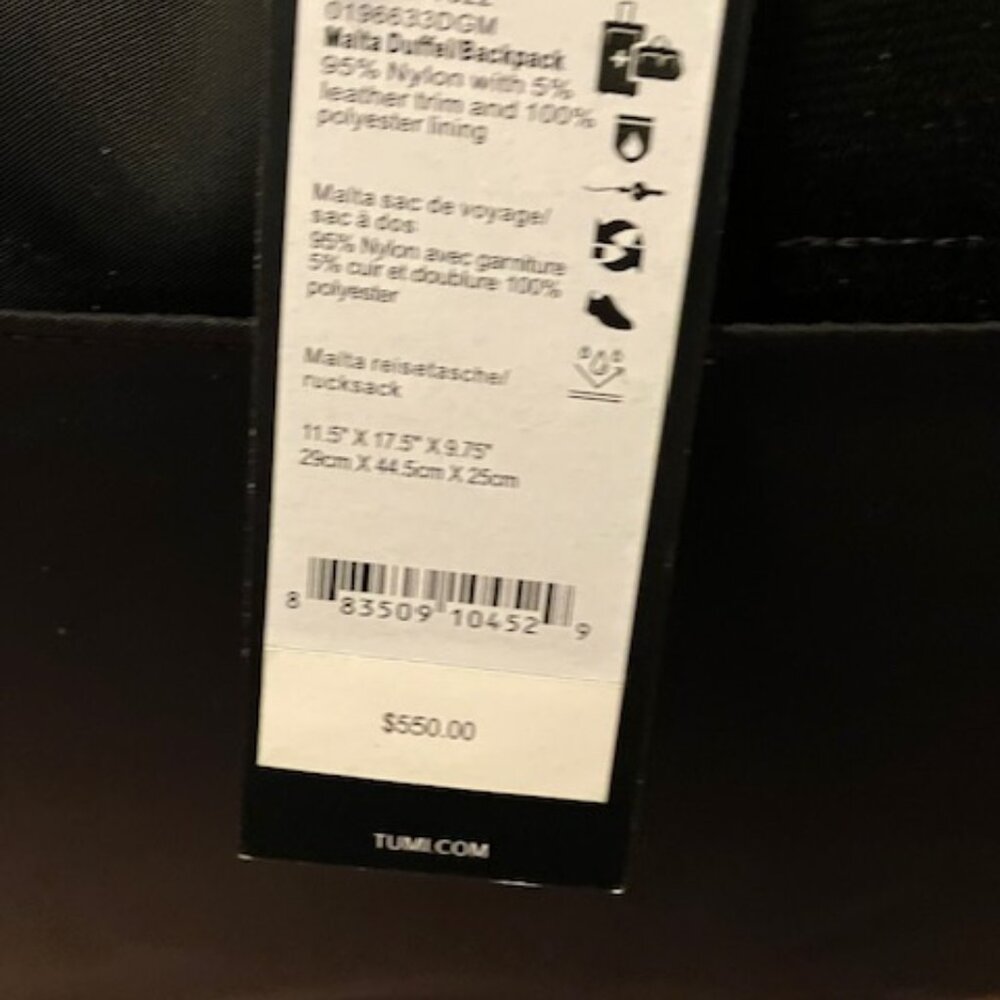 0196633DGM
Malta Duffel/Backpack
95% Nylon with 5%
leather trim and 100%
polyester lining
Malta sac de voyage/
sac à dos
95% Nylon avec garniture
5% cuir et doublure 100%
polyester
Malta reisetasche/
rucksack
11.5" X 17.5" X 9.75"
29cm X 44.5cm X 25cm
8 83509 10452 9
$550.00
TUMI.COM